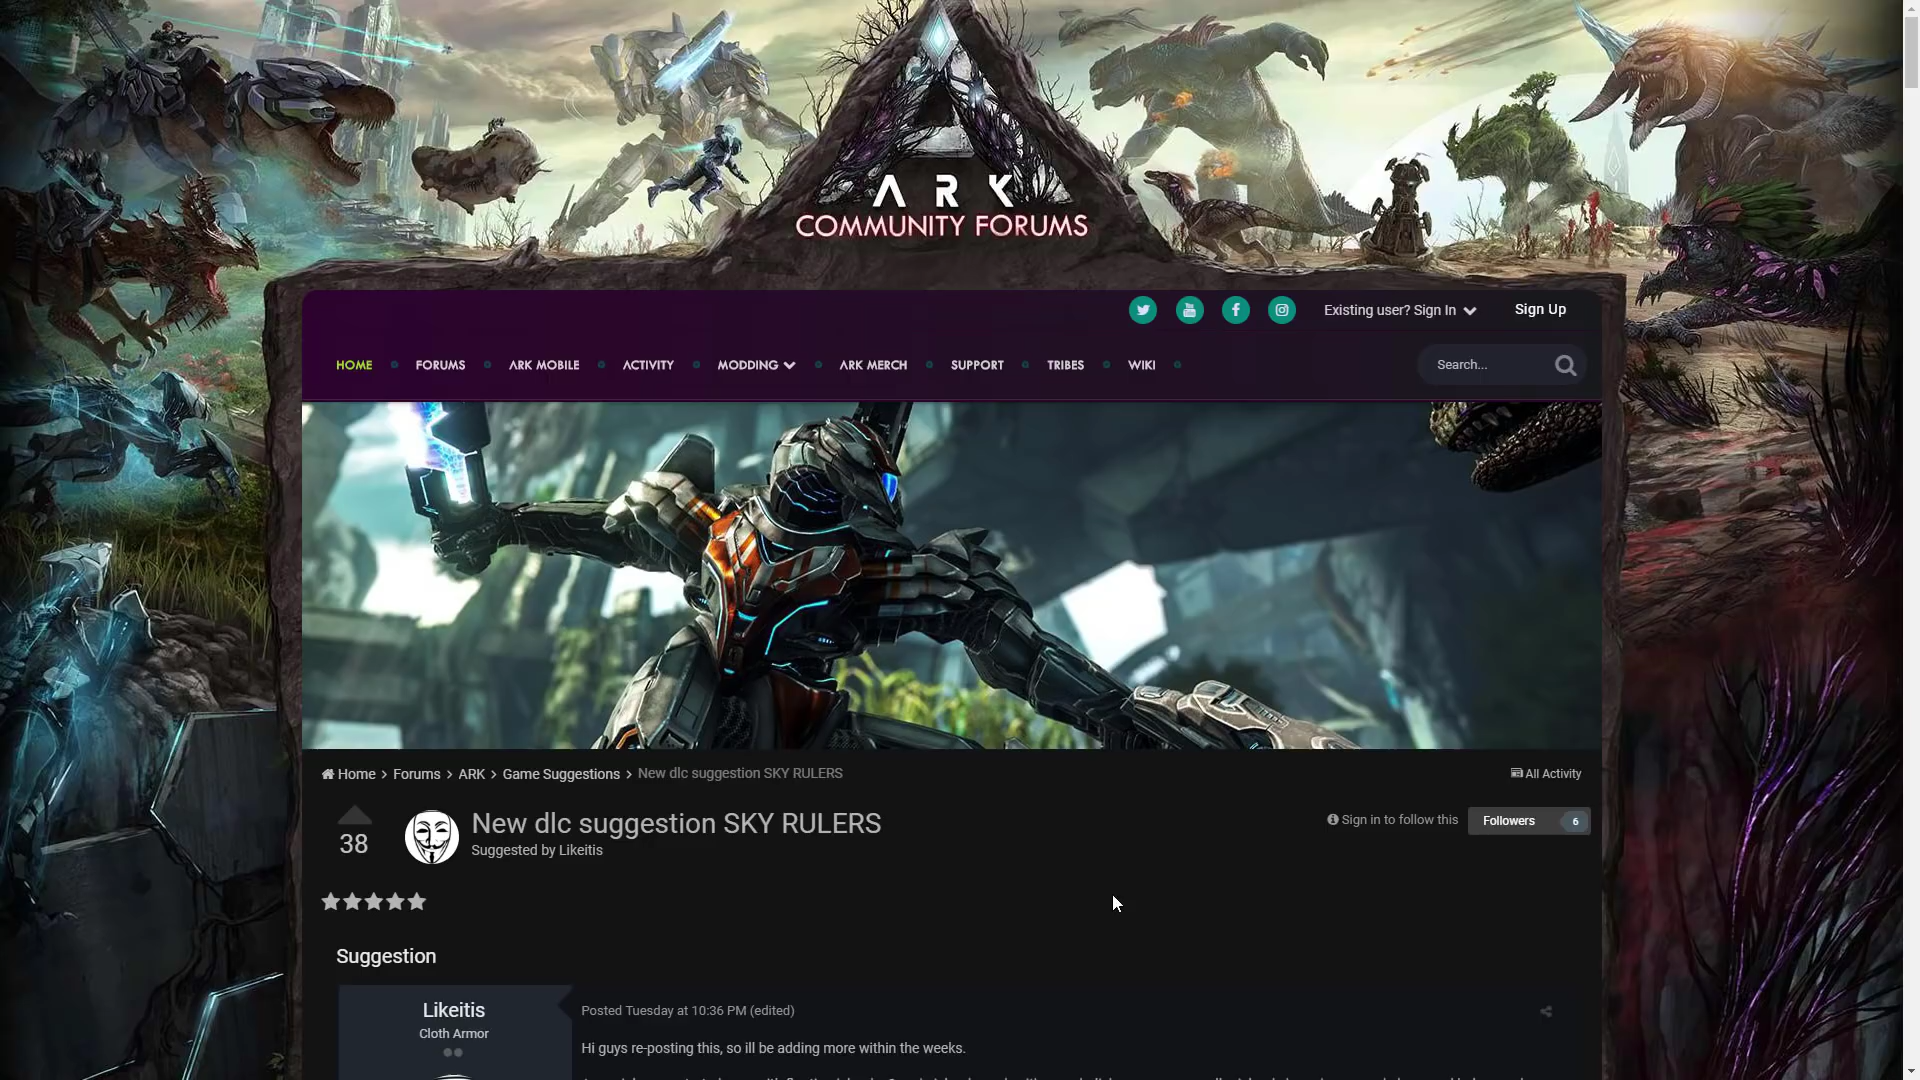 ARK
COMMUNITY FORUMS
Existing user? Sign In
Sign Up
HOME
FORUMS
ARK MOBILE
ACTIVITY
MODDING
ARK MERCH
SUPPORT
TRIBES
WIKI
Search...
Home > Forums > ARK > Game Suggestions > New dlc suggestion SKY RULERS
All Activity
38
New dlc suggestion SKY RULERS
Suggested by Likeitis
Sign in to follow this
Followers 6
Suggestion
Likeitis
Cloth Armor
Posted Tuesday at 10:36 PM (edited)
Hi guys re-posting this, so ill be adding more within the weeks.